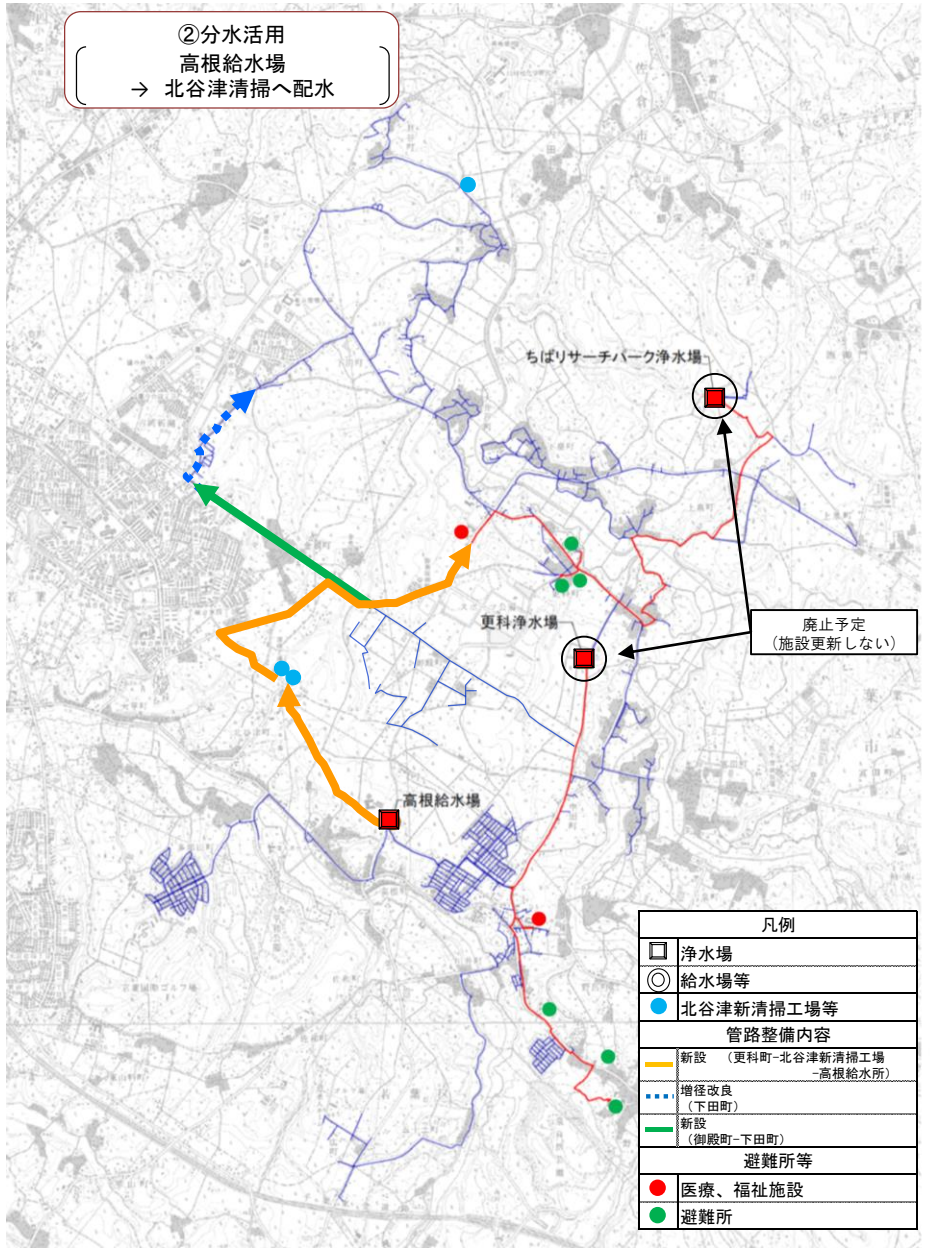 ②分水活用
高根給水場
→ 北谷津清掃へ配水
ちばリサーチパーク浄水場
更科浄水場
廃止予定
（施設更新しない）
高根給水場
凡例
浄水場
給水場等
北谷津新清掃工場等
管路整備内容
新設 （更科町-北谷津新清掃工場
-高根給水所）
増径改良
（下田町）
新設
（御殿町-下田町）
避難所等
医療、福祉施設
避難所